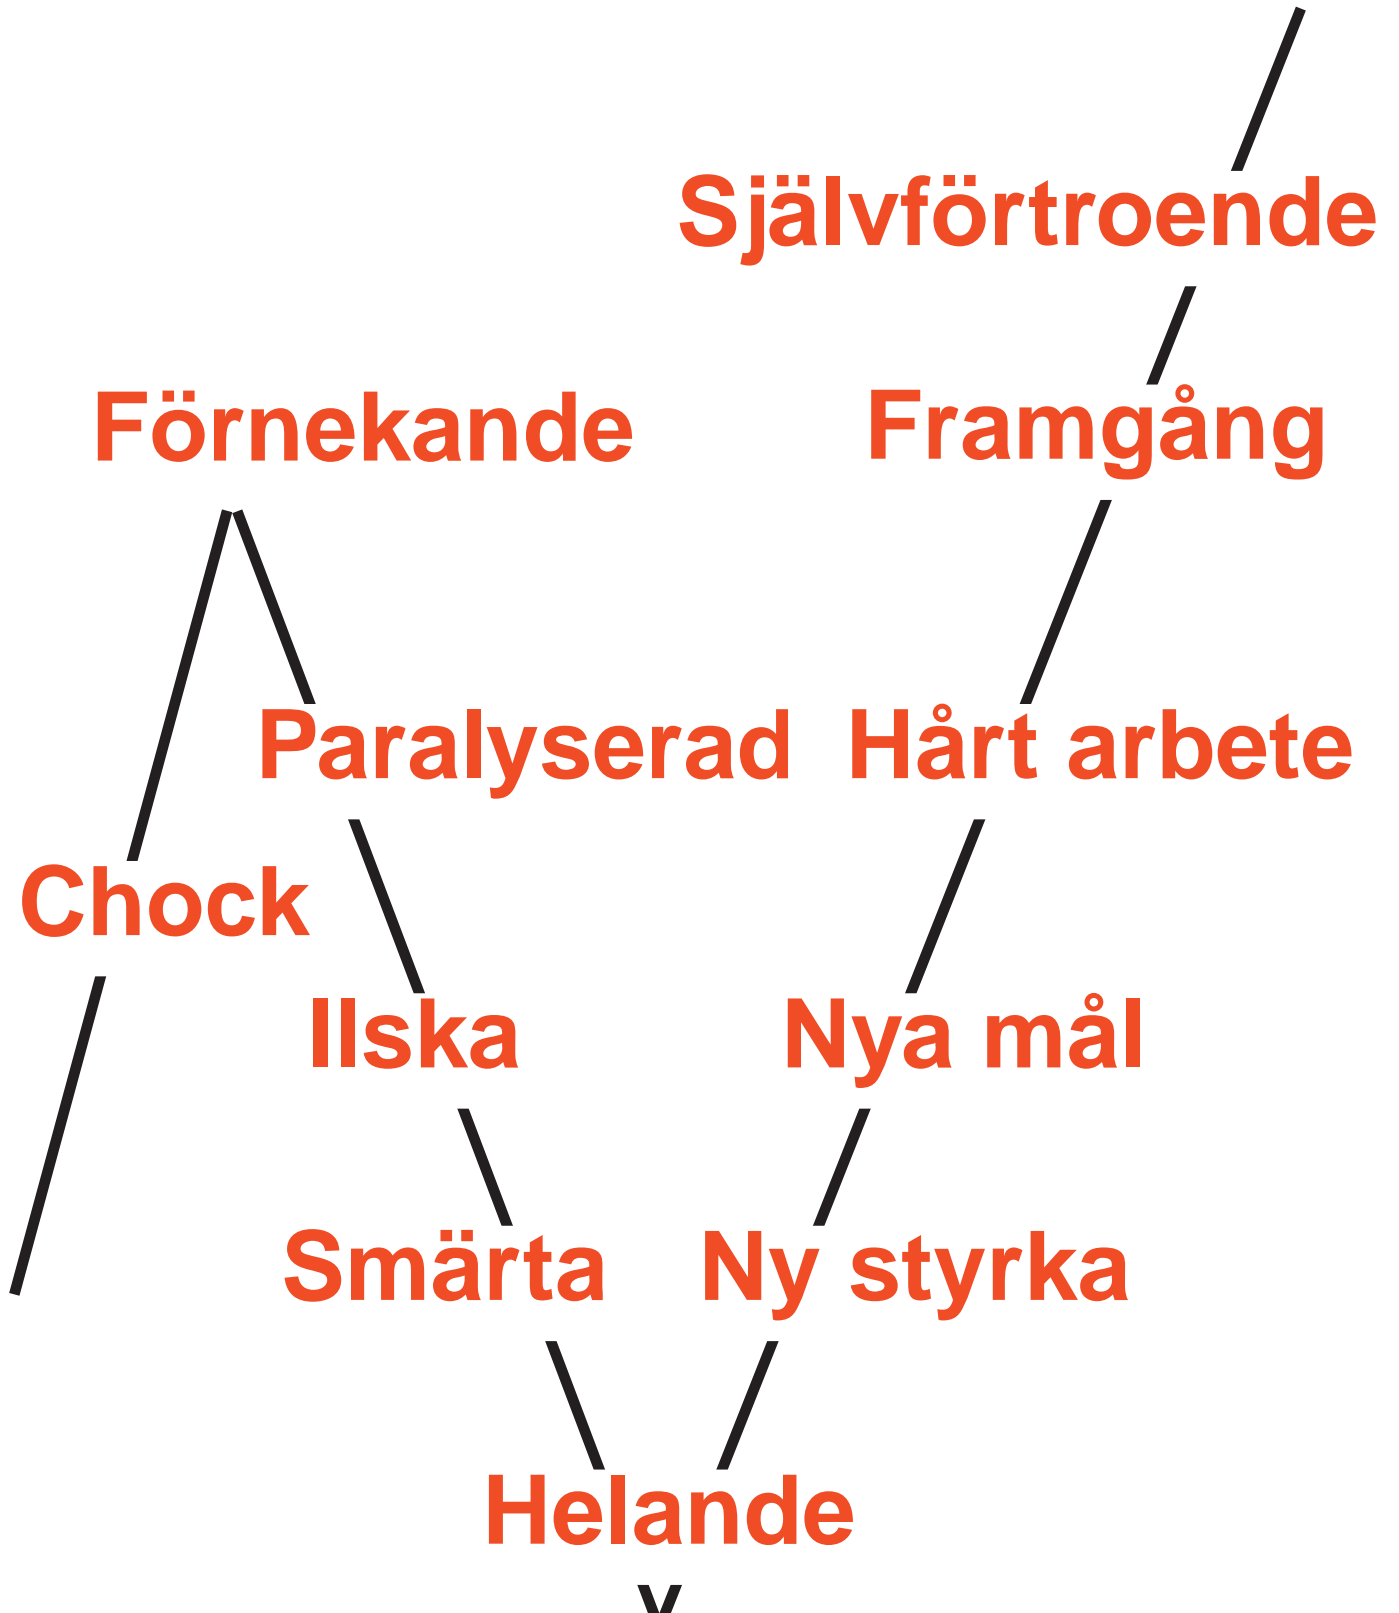 Självförtroende
Förnekande
Framgång
Paralyserad
Hårt arbete
Chock
Ilska
Nya mål
Smärta
Ny styrka
Helande